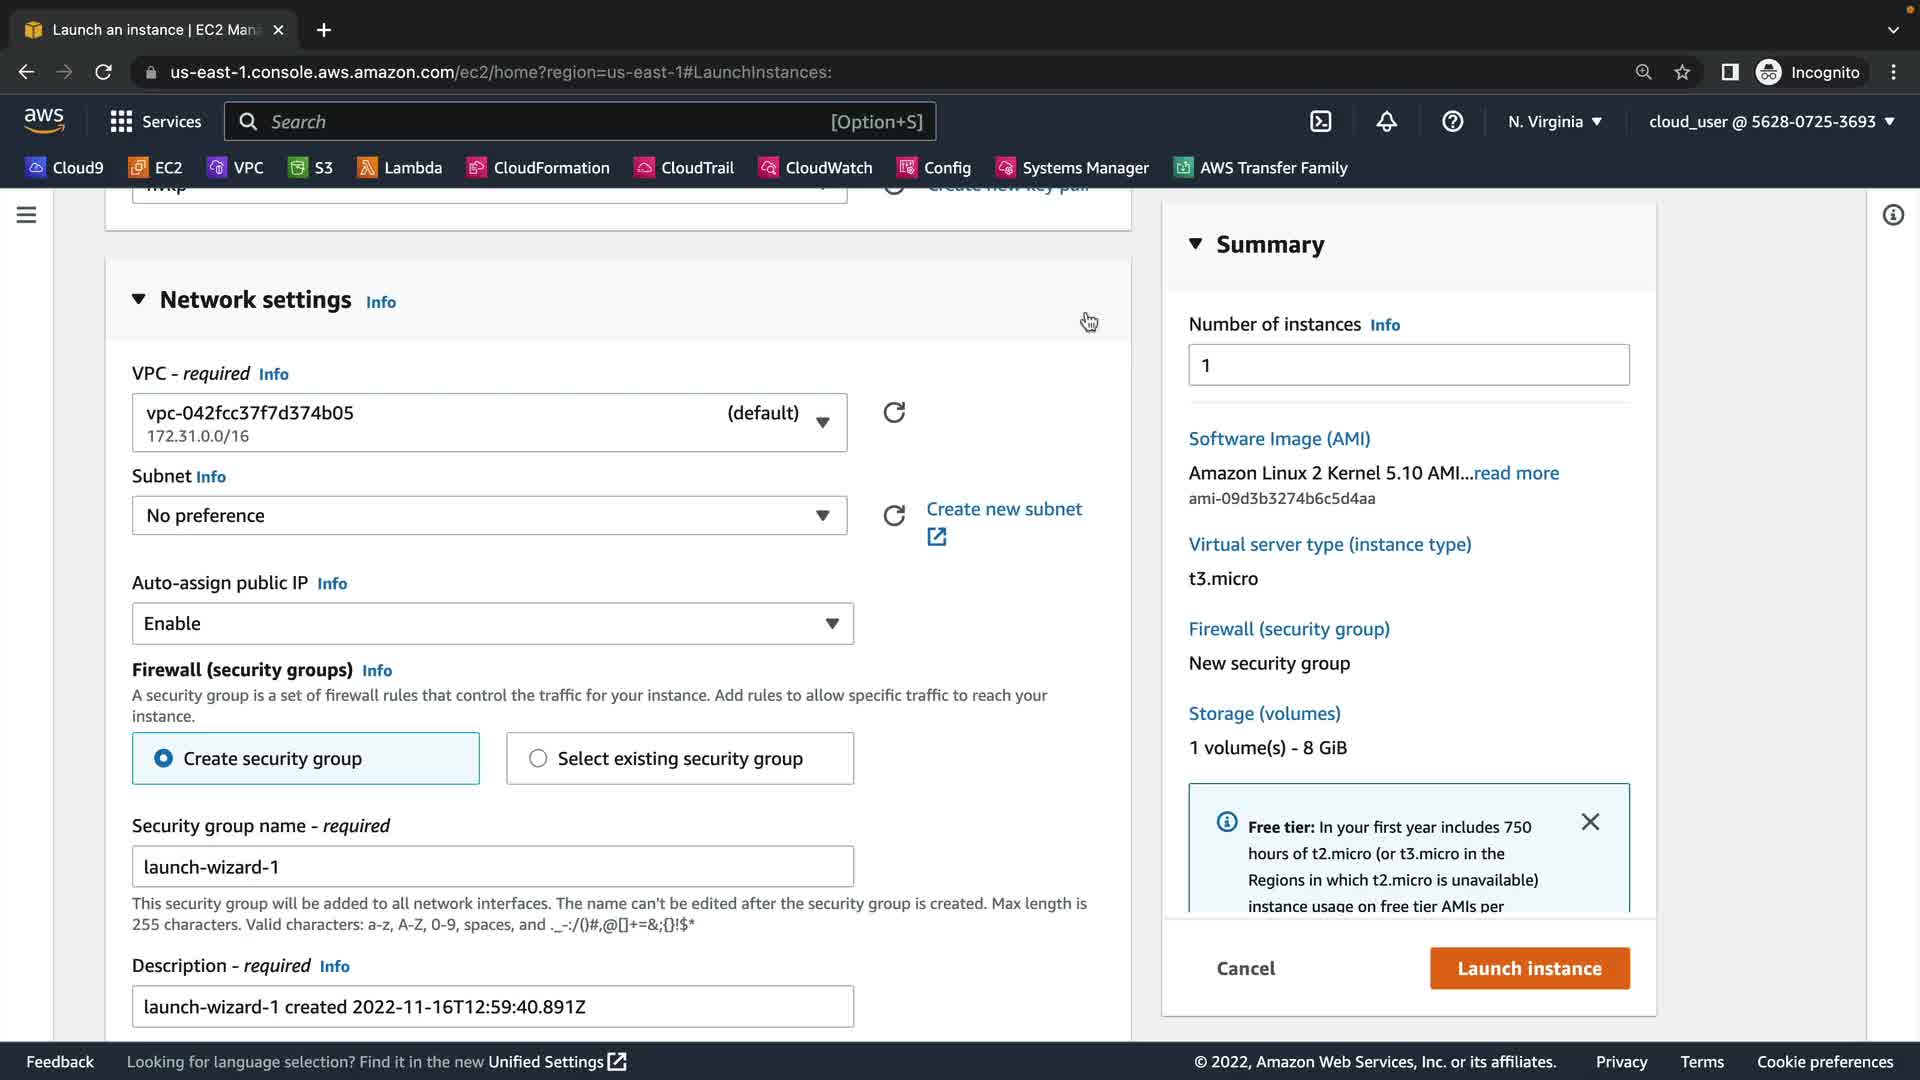 Launch an instance | EC2 Mana
us-east-1.console.aws.amazon.com/ec2/home?region=us-east-1#LaunchInstances:
Incognito
aws
Services
Search
[Option+S]
N. Virginia
cloud_user @ 5628-0725-3693
Cloud9
EC2
VPC
S3
Lambda
CloudFormation
CloudTrail
CloudWatch
Config
Systems Manager
AWS Transfer Family
Create new key pair
Network settings Info
VPC - required Info
vpc-042fcc37f7d374b05 (default)
172.31.0.0/16
Subnet Info
No preference
Create new subnet
Auto-assign public IP Info
Enable
Firewall (security groups) Info
A security group is a set of firewall rules that control the traffic for your instance. Add rules to allow specific traffic to reach your
instance.
Create security group
Select existing security group
Security group name - required
launch-wizard-1
This security group will be added to all network interfaces. The name can't be edited after the security group is created. Max length is
255 characters. Valid characters: a-z, A-Z, 0-9, spaces, and ._-:/()#,@[]+=&;{}!$*
Description - required Info
launch-wizard-1 created 2022-11-16T12:59:40.891Z
Summary
Number of instances Info
1
Software Image (AMI)
Amazon Linux 2 Kernel 5.10 AMI...read more
ami-09d3b3274b6c5d4aa
Virtual server type (instance type)
t3.micro
Firewall (security group)
New security group
Storage (volumes)
1 volume(s) - 8 GiB
Free tier: In your first year includes 750
hours of t2.micro (or t3.micro in the
Regions in which t2.micro is unavailable)
instance usage on free tier AMIs per
Cancel
Launch instance
Feedback
Looking for language selection? Find it in the new Unified Settings
© 2022, Amazon Web Services, Inc. or its affiliates.
Privacy
Terms
Cookie preferences